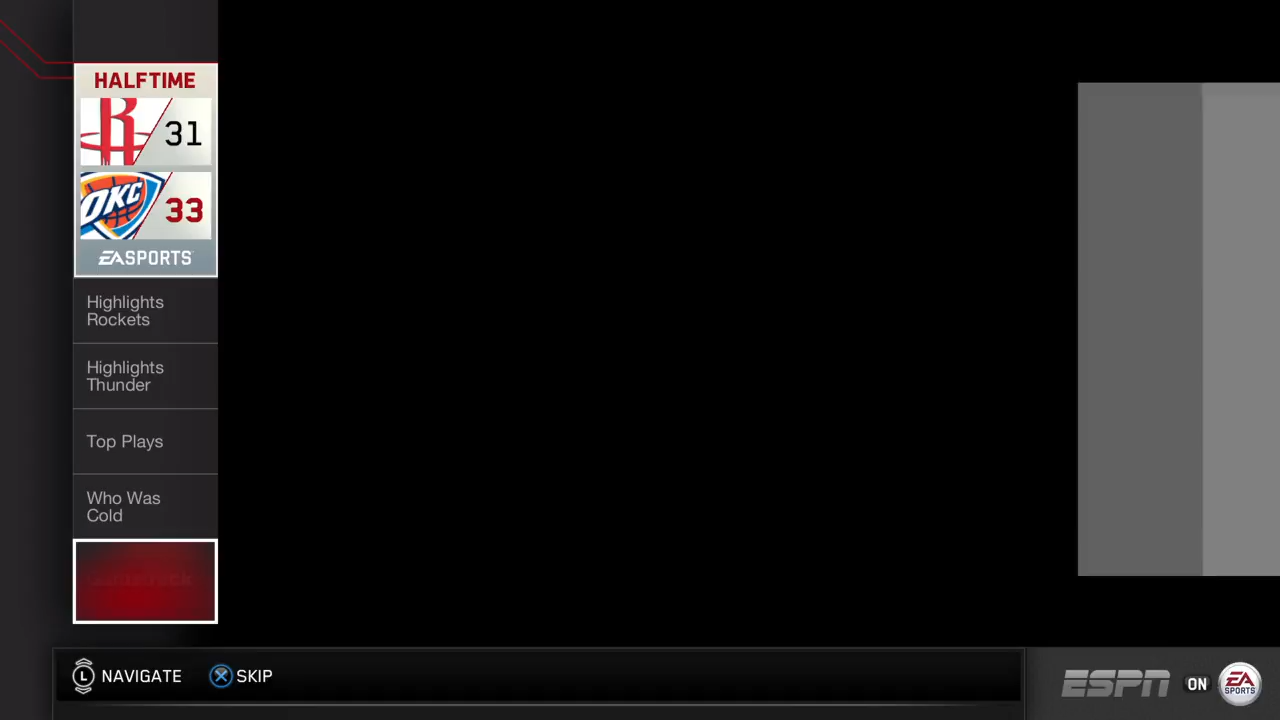 HALFTIME
R
31
OKC
33
EA SPORTS
Highlights
Rockets
Highlights
Thunder
Top Plays
Who Was
Cold
L NAVIGATE
SKIP
ESPN ON EA SPORTS